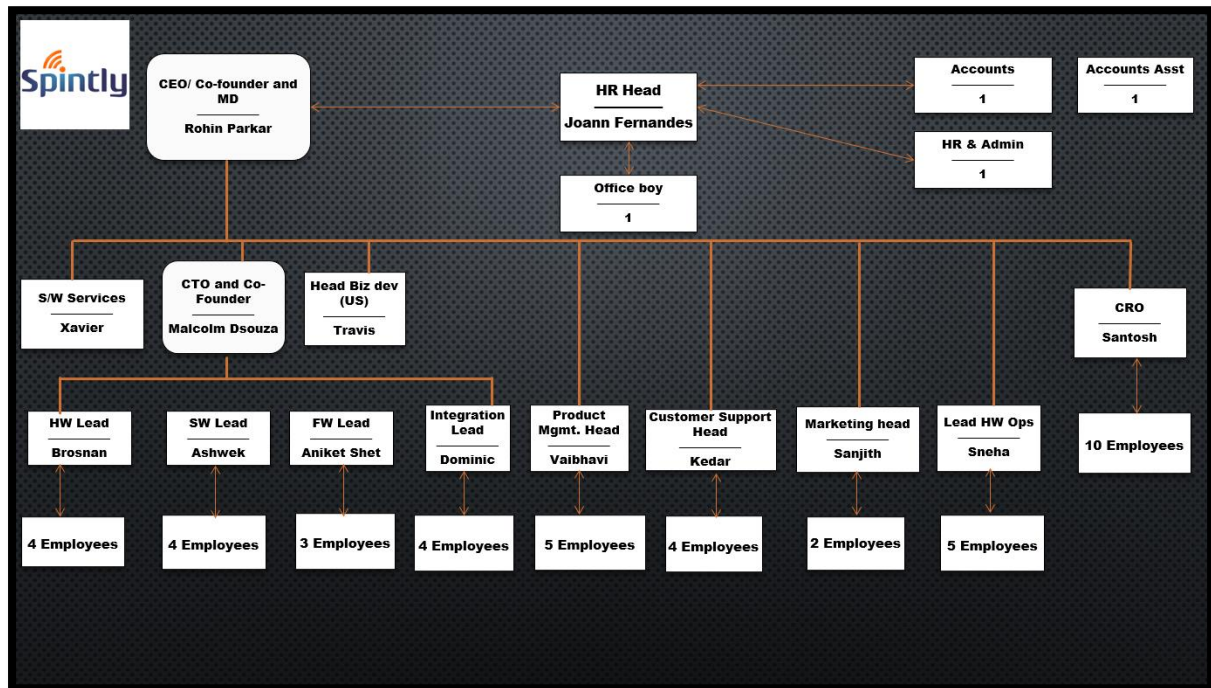 Spintly
CEO/ Co-founder and
MD
Rohin Parkar
HR Head
Joann Fernandes
Accounts
1
Accounts Asst
1
HR & Admin
1
Office boy
1
S/W Services
Xavier
CTO and Co-
Founder
Malcolm Dsouza
Head Biz dev
(US)
Travis
CRO
Santosh
HW Lead
Brosnan
SW Lead
Ashwek
FW Lead
Aniket Shet
Integration
Lead
Dominic
Product
Mgmt. Head
Vaibhavi
Customer Support
Head
Kedar
Marketing head
Sanjith
Lead HW Ops
Sneha
10 Employees
4 Employees
4 Employees
3 Employees
4 Employees
5 Employees
4 Employees
2 Employees
5 Employees